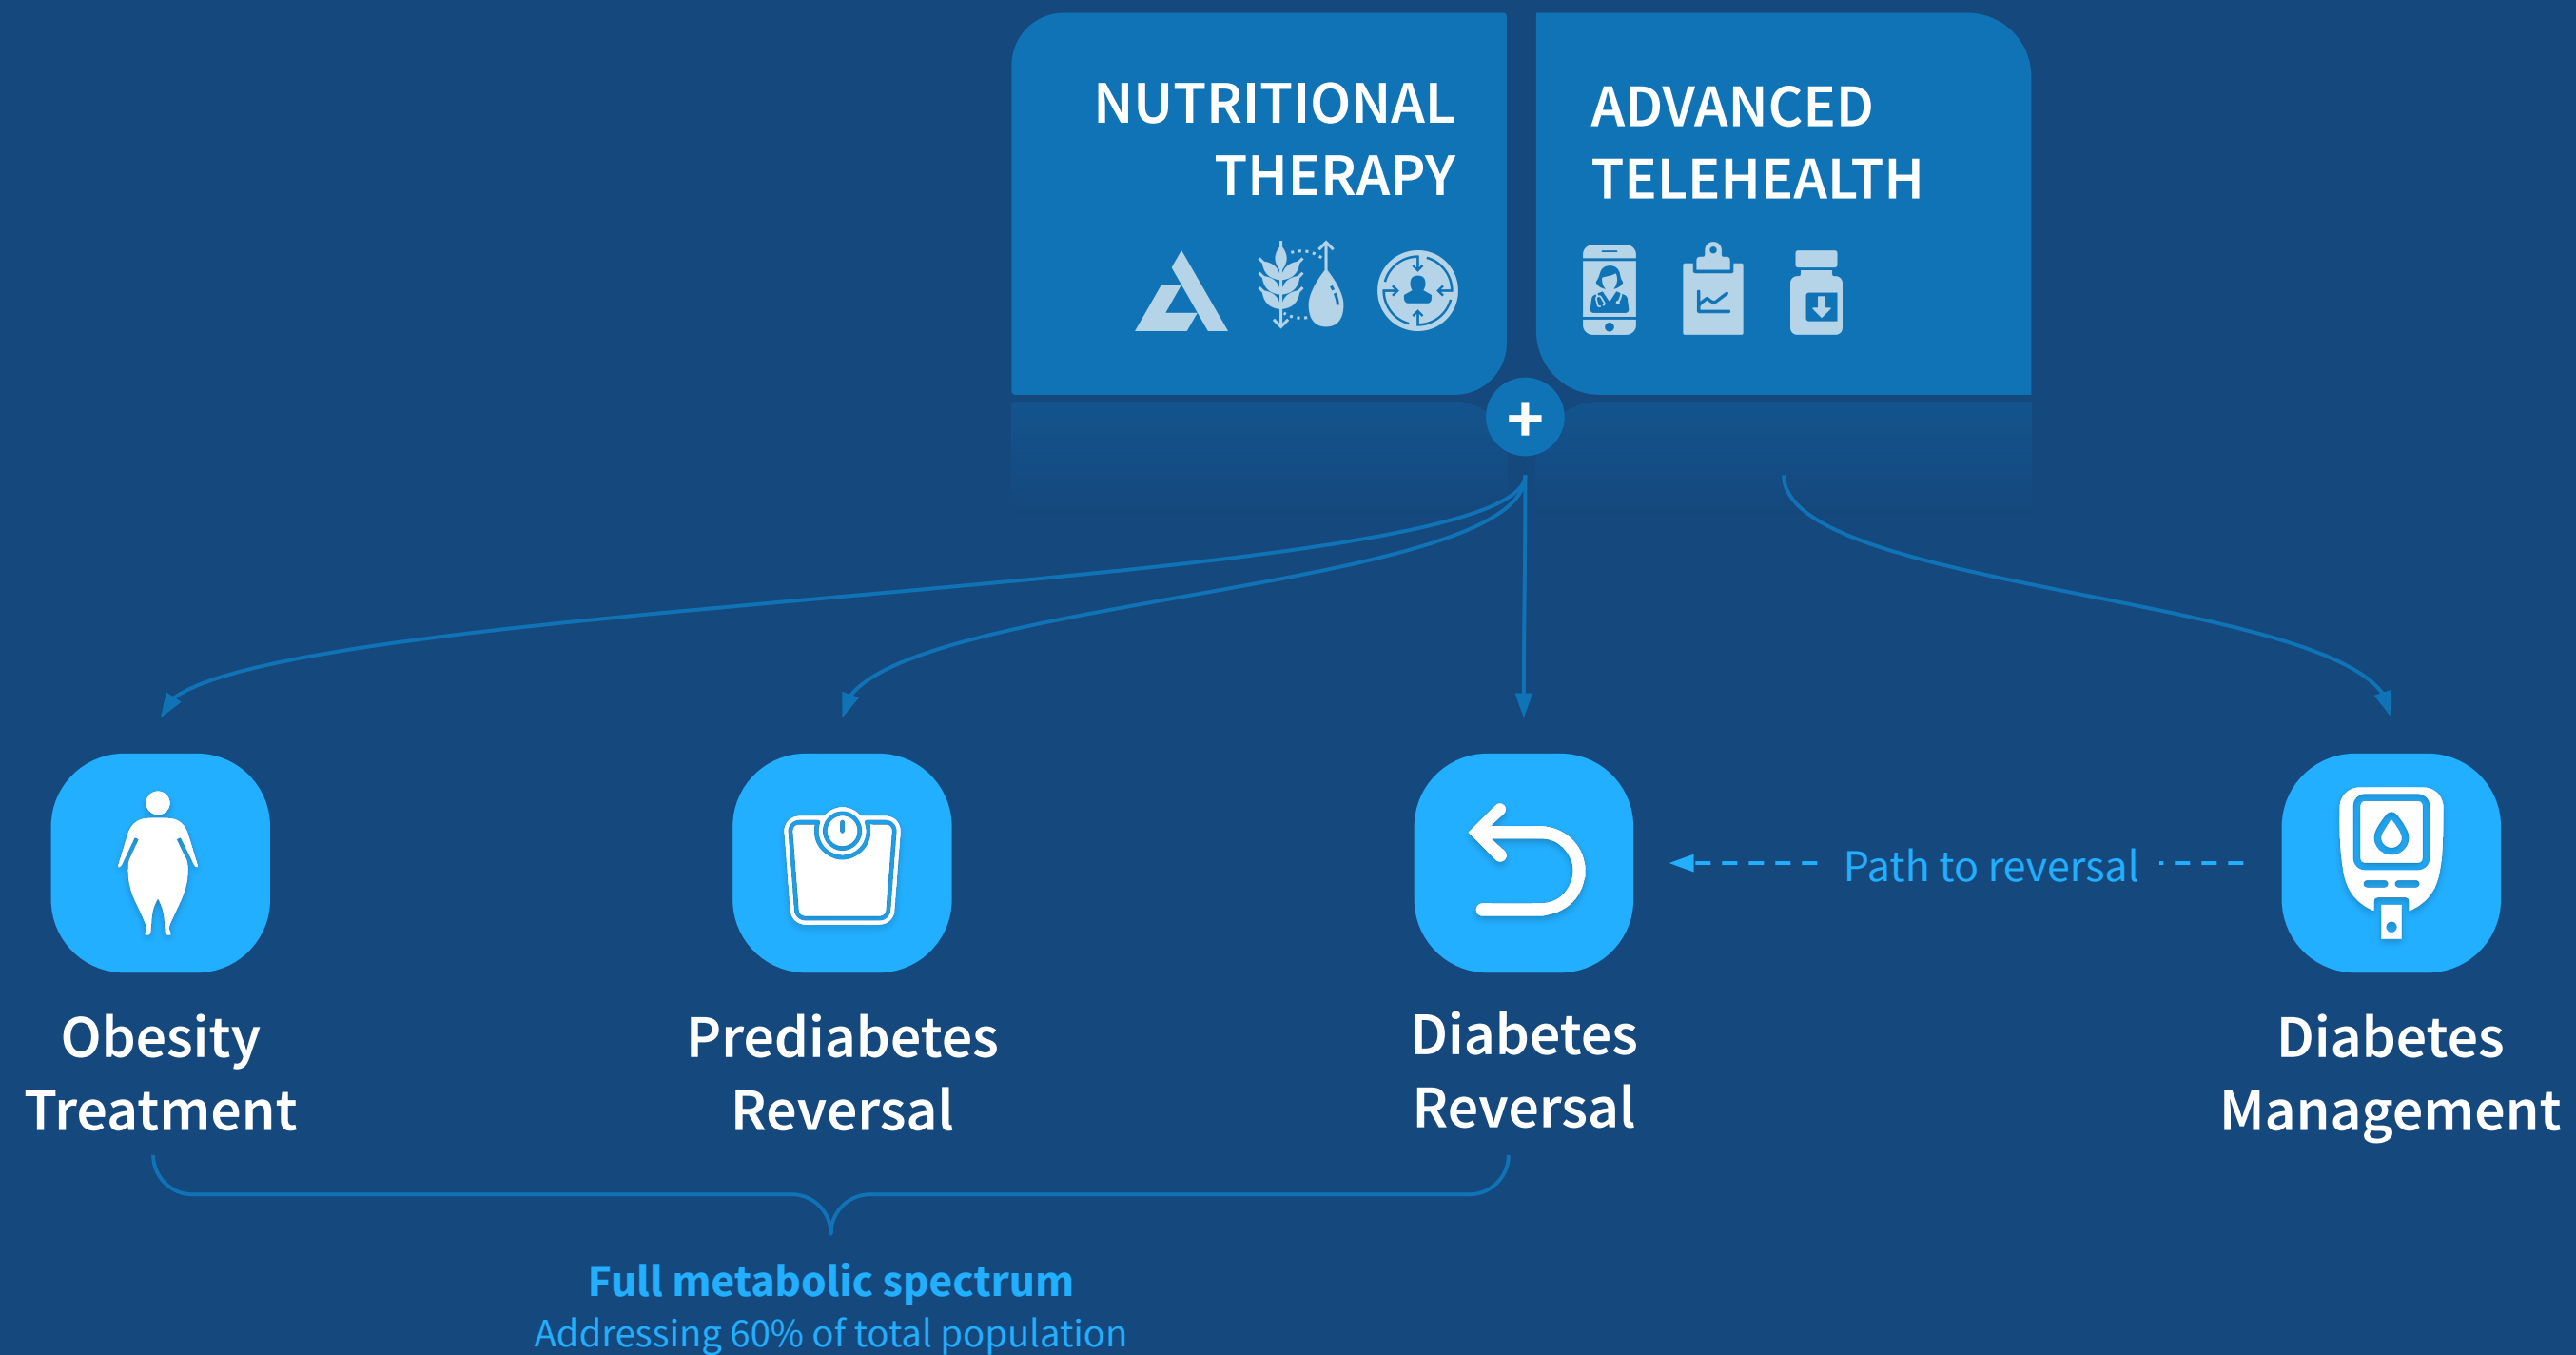 NUTRITIONAL
THERAPY
ADVANCED
TELEHEALTH
+
Path to reversal
Obesity
Treatment
Prediabetes
Reversal
Diabetes
Reversal
Diabetes
Management
Full metabolic spectrum
Addressing 60% of total population